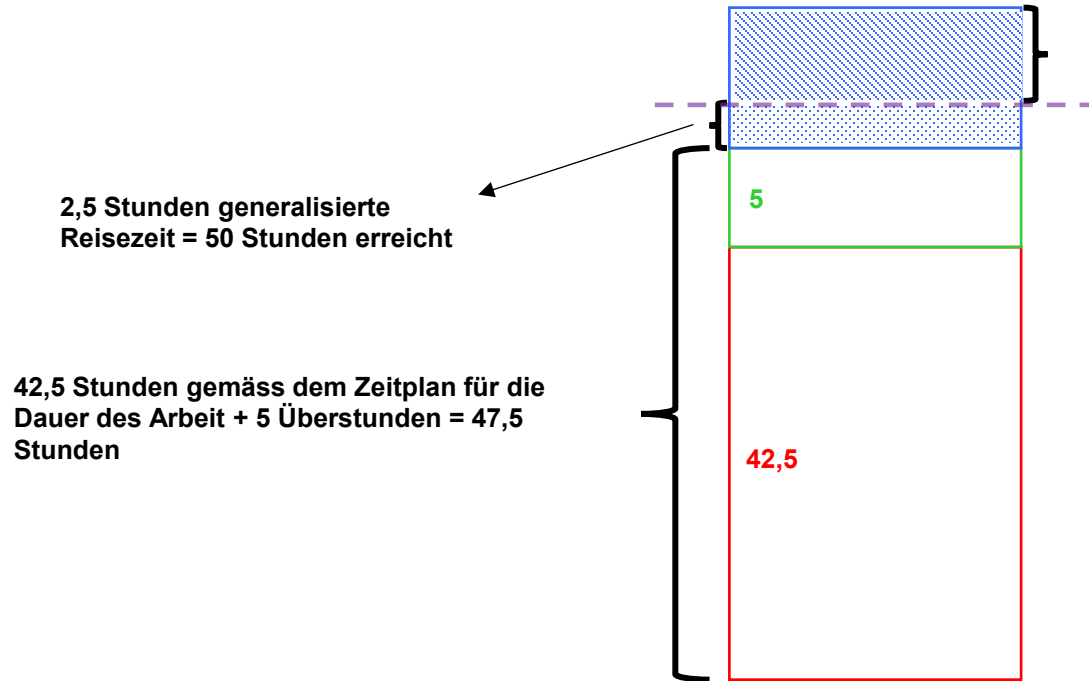 5
2,5 Stunden generalisierte
Reisezeit = 50 Stunden erreicht
42,5 Stunden gemäss dem Zeitplan für die
Dauer des Arbeit + 5 Überstunden = 47,5
Stunden
42,5